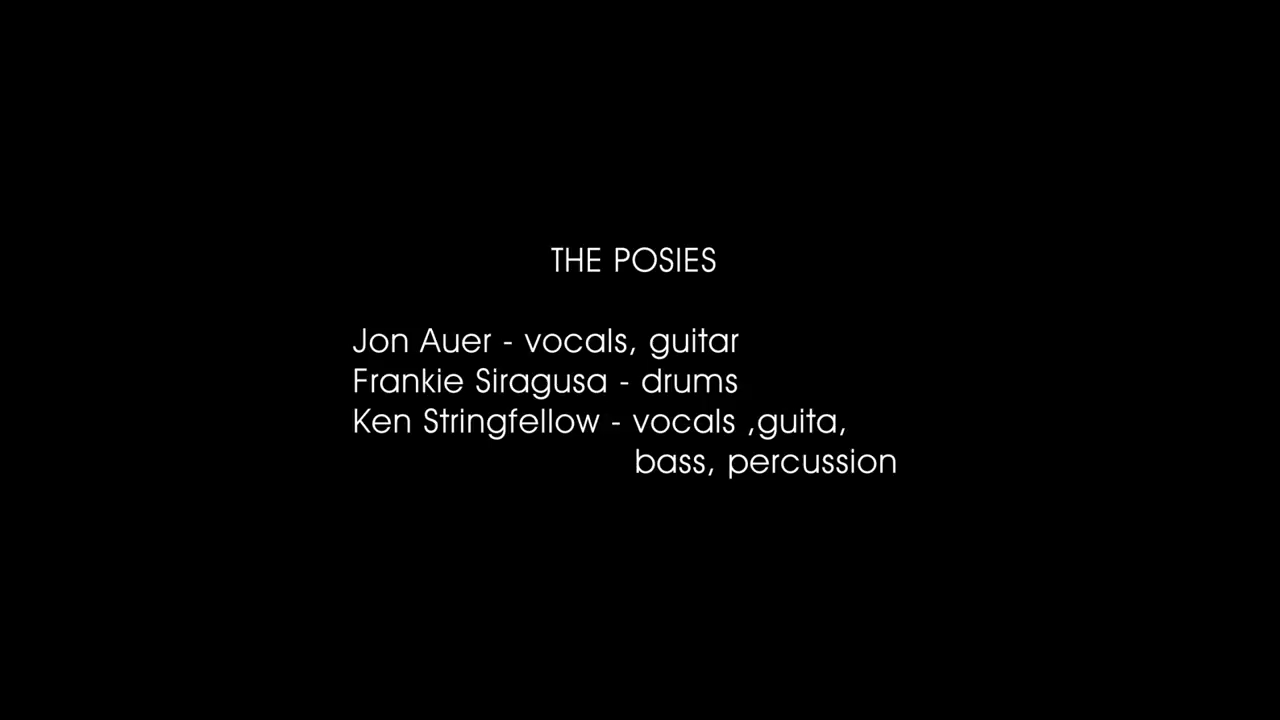 THE POSIES
Jon Auer - vocals, guitar
Frankie Siragusa - drums
Ken Stringfellow - vocals ,guita,
bass, percussion